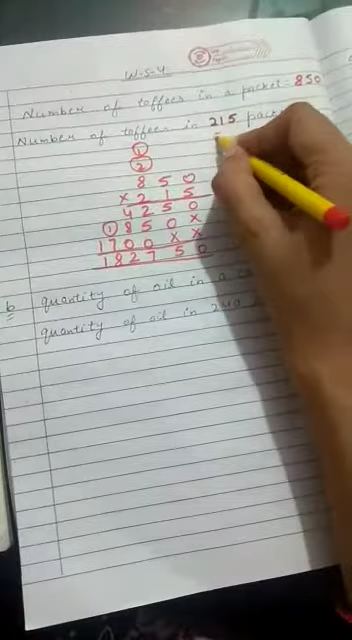 W-S-4
Number of toffees in a packet = 850
Number of toffees in 215
1
2
8 5 0
× 2 1 5
4 2 5 0
1 8 5 0 ×
1 7 0 0 × ×
1 8 2 7 5 0
b quantity of oil in a
quantity of oil in 240